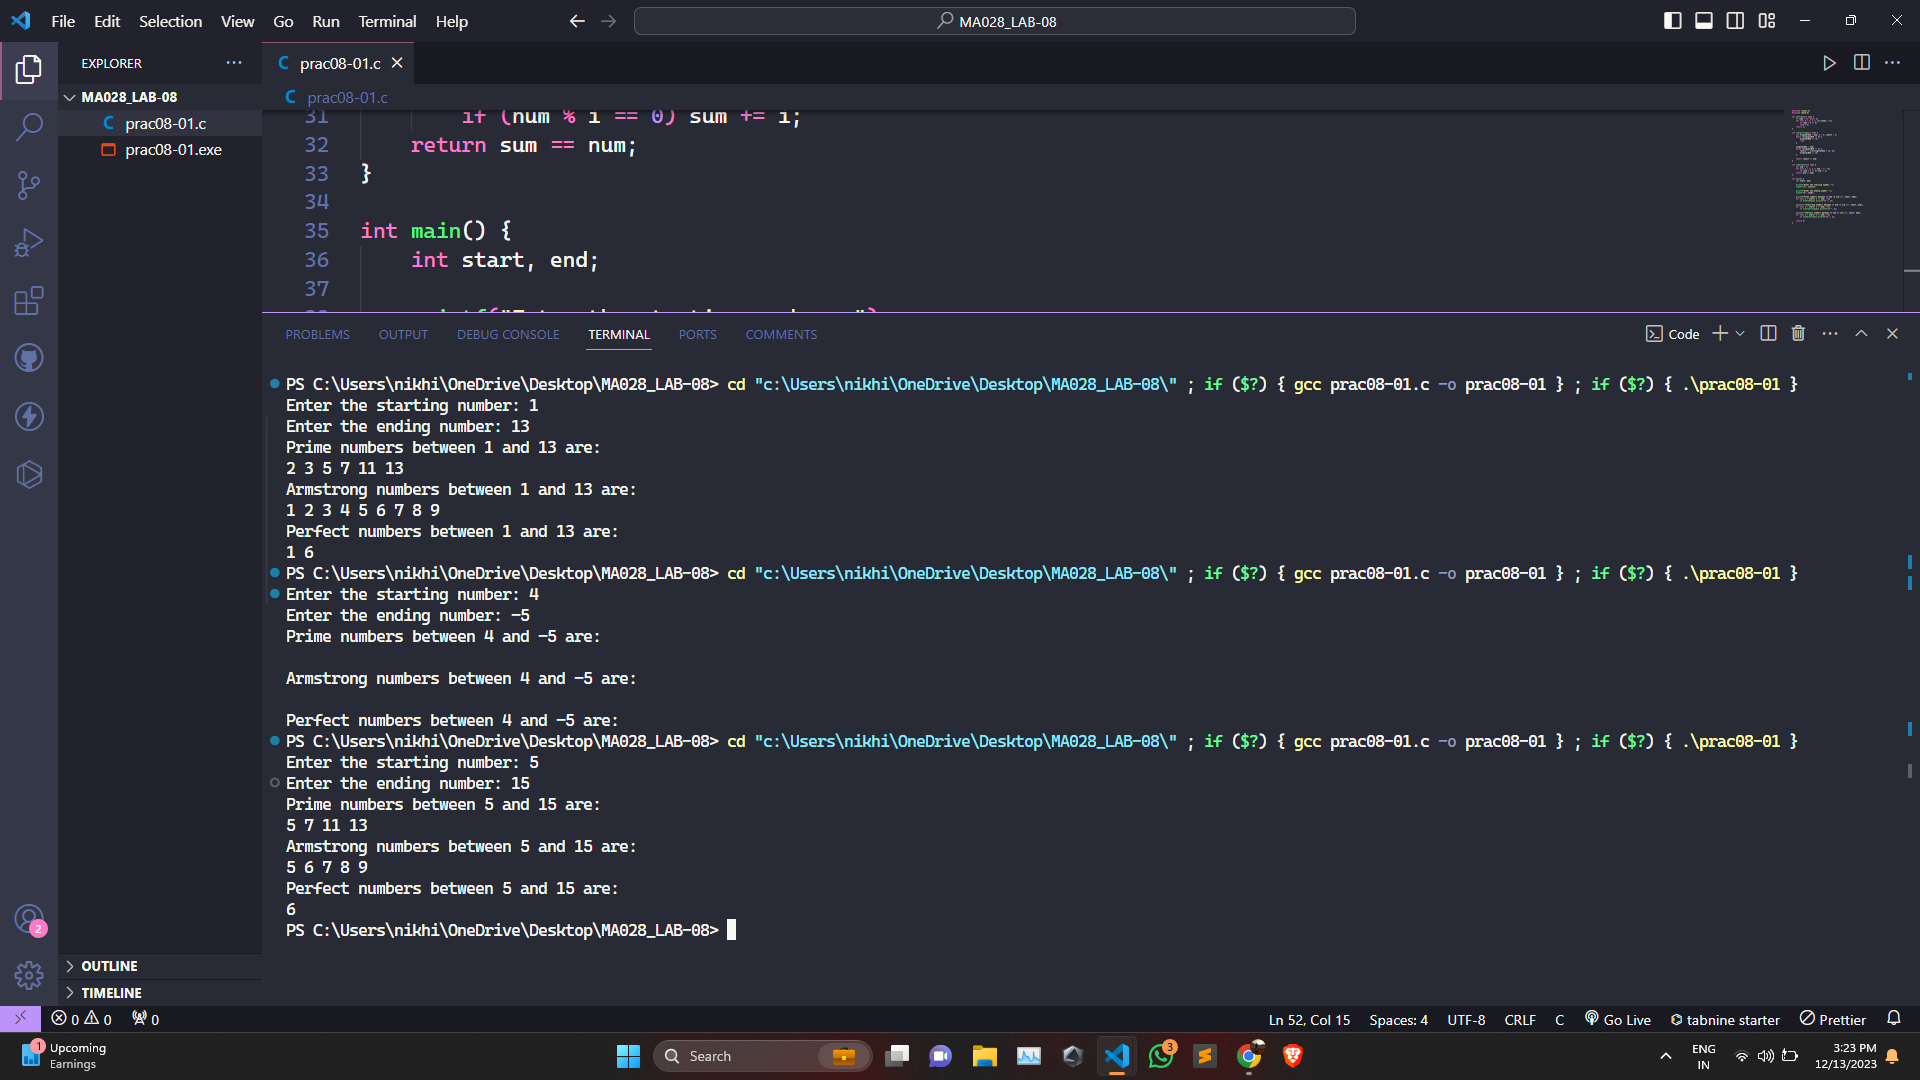 File Edit Selection View Go Run Terminal Help
MA028_LAB-08
EXPLORER
MA028_LAB-08
C prac08-01.c
prac08-01.exe
OUTLINE
TIMELINE
C prac08-01.c
C prac08-01.c
31 if (num % i == 0) sum += i;
32 return sum == num;
33 }
34
35 int main() {
36 int start, end;
37
PROBLEMS OUTPUT DEBUG CONSOLE TERMINAL PORTS COMMENTS
Code
PS C:\Users\nikhi\OneDrive\Desktop\MA028_LAB-08> cd "c:\Users\nikhi\OneDrive\Desktop\MA028_LAB-08\" ; if ($?) { gcc prac08-01.c -o prac08-01 } ; if ($?) { .\prac08-01 }
Enter the starting number: 1
Enter the ending number: 13
Prime numbers between 1 and 13 are:
2 3 5 7 11 13
Armstrong numbers between 1 and 13 are:
1 2 3 4 5 6 7 8 9
Perfect numbers between 1 and 13 are:
1 6
PS C:\Users\nikhi\OneDrive\Desktop\MA028_LAB-08> cd "c:\Users\nikhi\OneDrive\Desktop\MA028_LAB-08\" ; if ($?) { gcc prac08-01.c -o prac08-01 } ; if ($?) { .\prac08-01 }
Enter the starting number: 4
Enter the ending number: -5
Prime numbers between 4 and -5 are:
Armstrong numbers between 4 and -5 are:
Perfect numbers between 4 and -5 are:
PS C:\Users\nikhi\OneDrive\Desktop\MA028_LAB-08> cd "c:\Users\nikhi\OneDrive\Desktop\MA028_LAB-08\" ; if ($?) { gcc prac08-01.c -o prac08-01 } ; if ($?) { .\prac08-01 }
Enter the starting number: 5
Enter the ending number: 15
Prime numbers between 5 and 15 are:
5 7 11 13
Armstrong numbers between 5 and 15 are:
5 6 7 8 9
Perfect numbers between 5 and 15 are:
6
PS C:\Users\nikhi\OneDrive\Desktop\MA028_LAB-08>
2
0 0 0
Ln 52, Col 15 Spaces: 4 UTF-8 CRLF C Go Live tabnine starter Prettier
1
Upcoming
Earnings
Search
3
ENG
IN
3:23 PM
12/13/2023